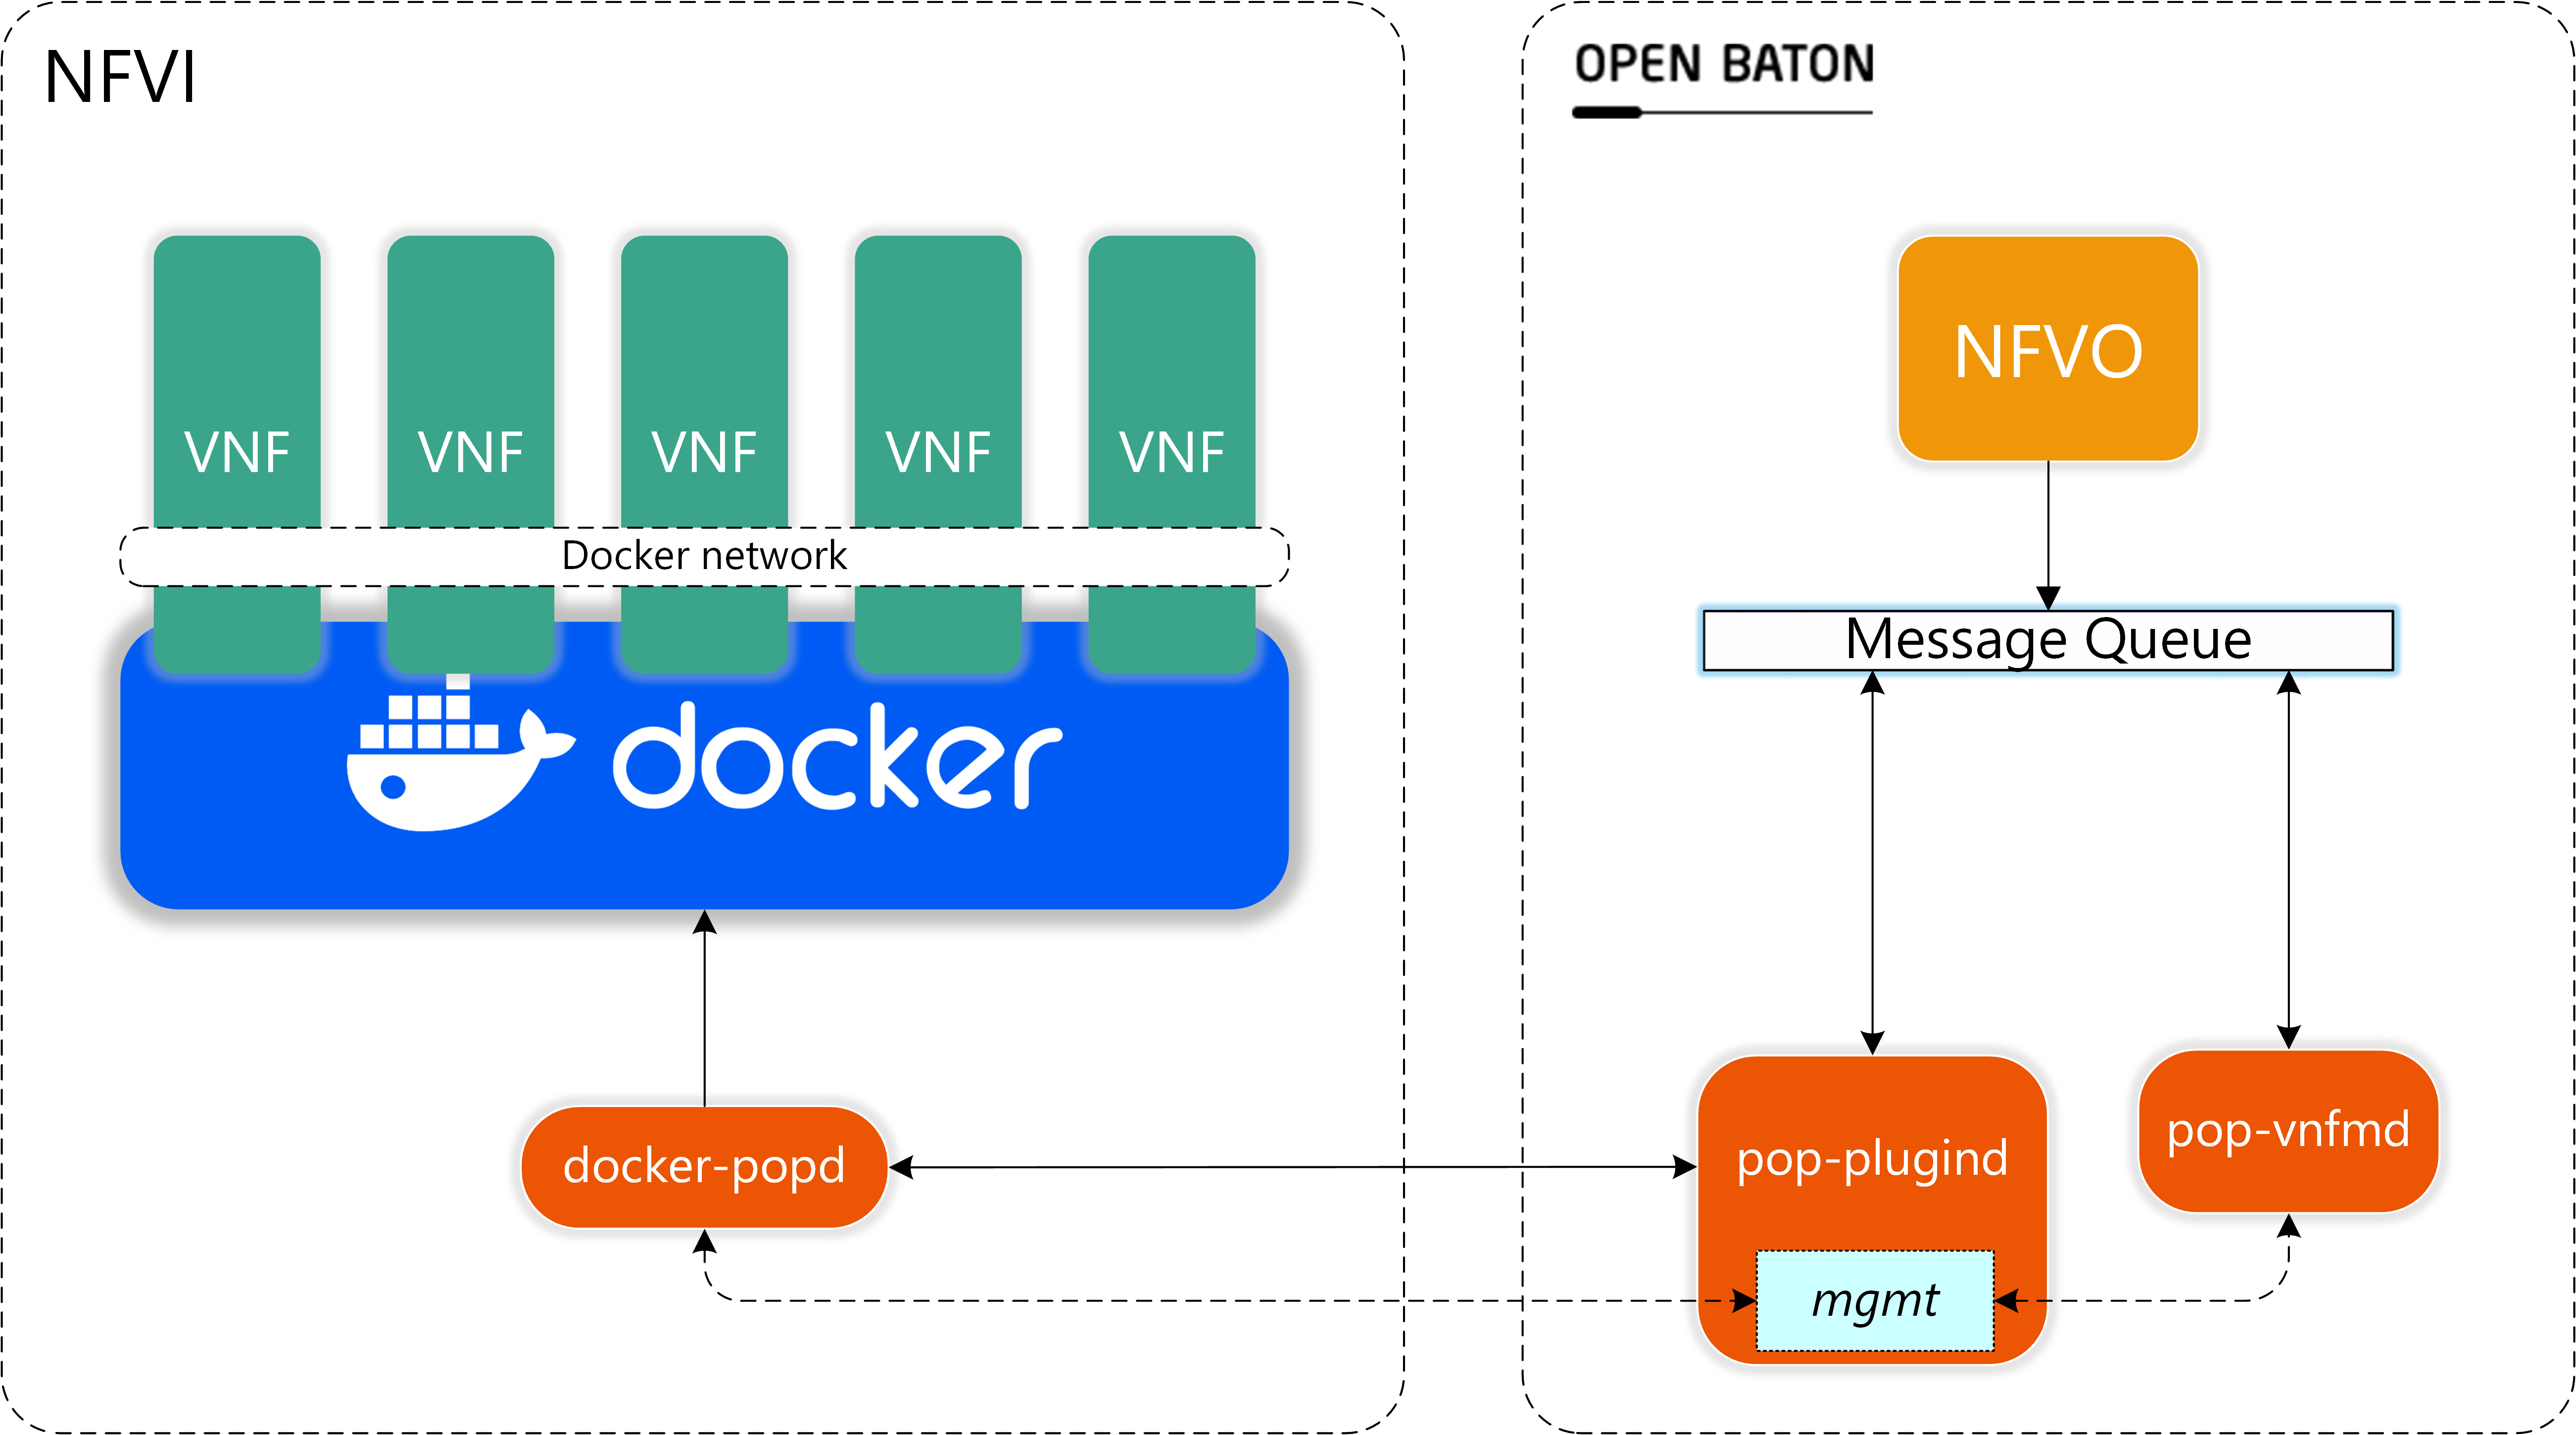 NFVI
VNF
VNF
VNF
VNF
VNF
Docker network
docker
docker-popd
OPEN BATON
NFVO
Message Queue
pop-plugind
pop-vnfmd
mgmt